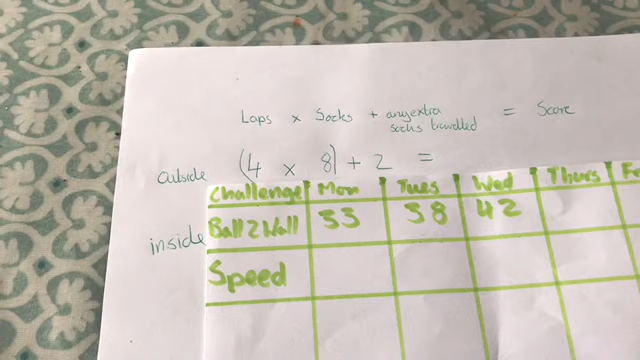 Laps x Socks + any extra socks travelled = Score
outside (4 x 8) + 2 =
Challenge Mon Tues Wed Thurs
inside Ball 2 Wall 33 38 42
Speed